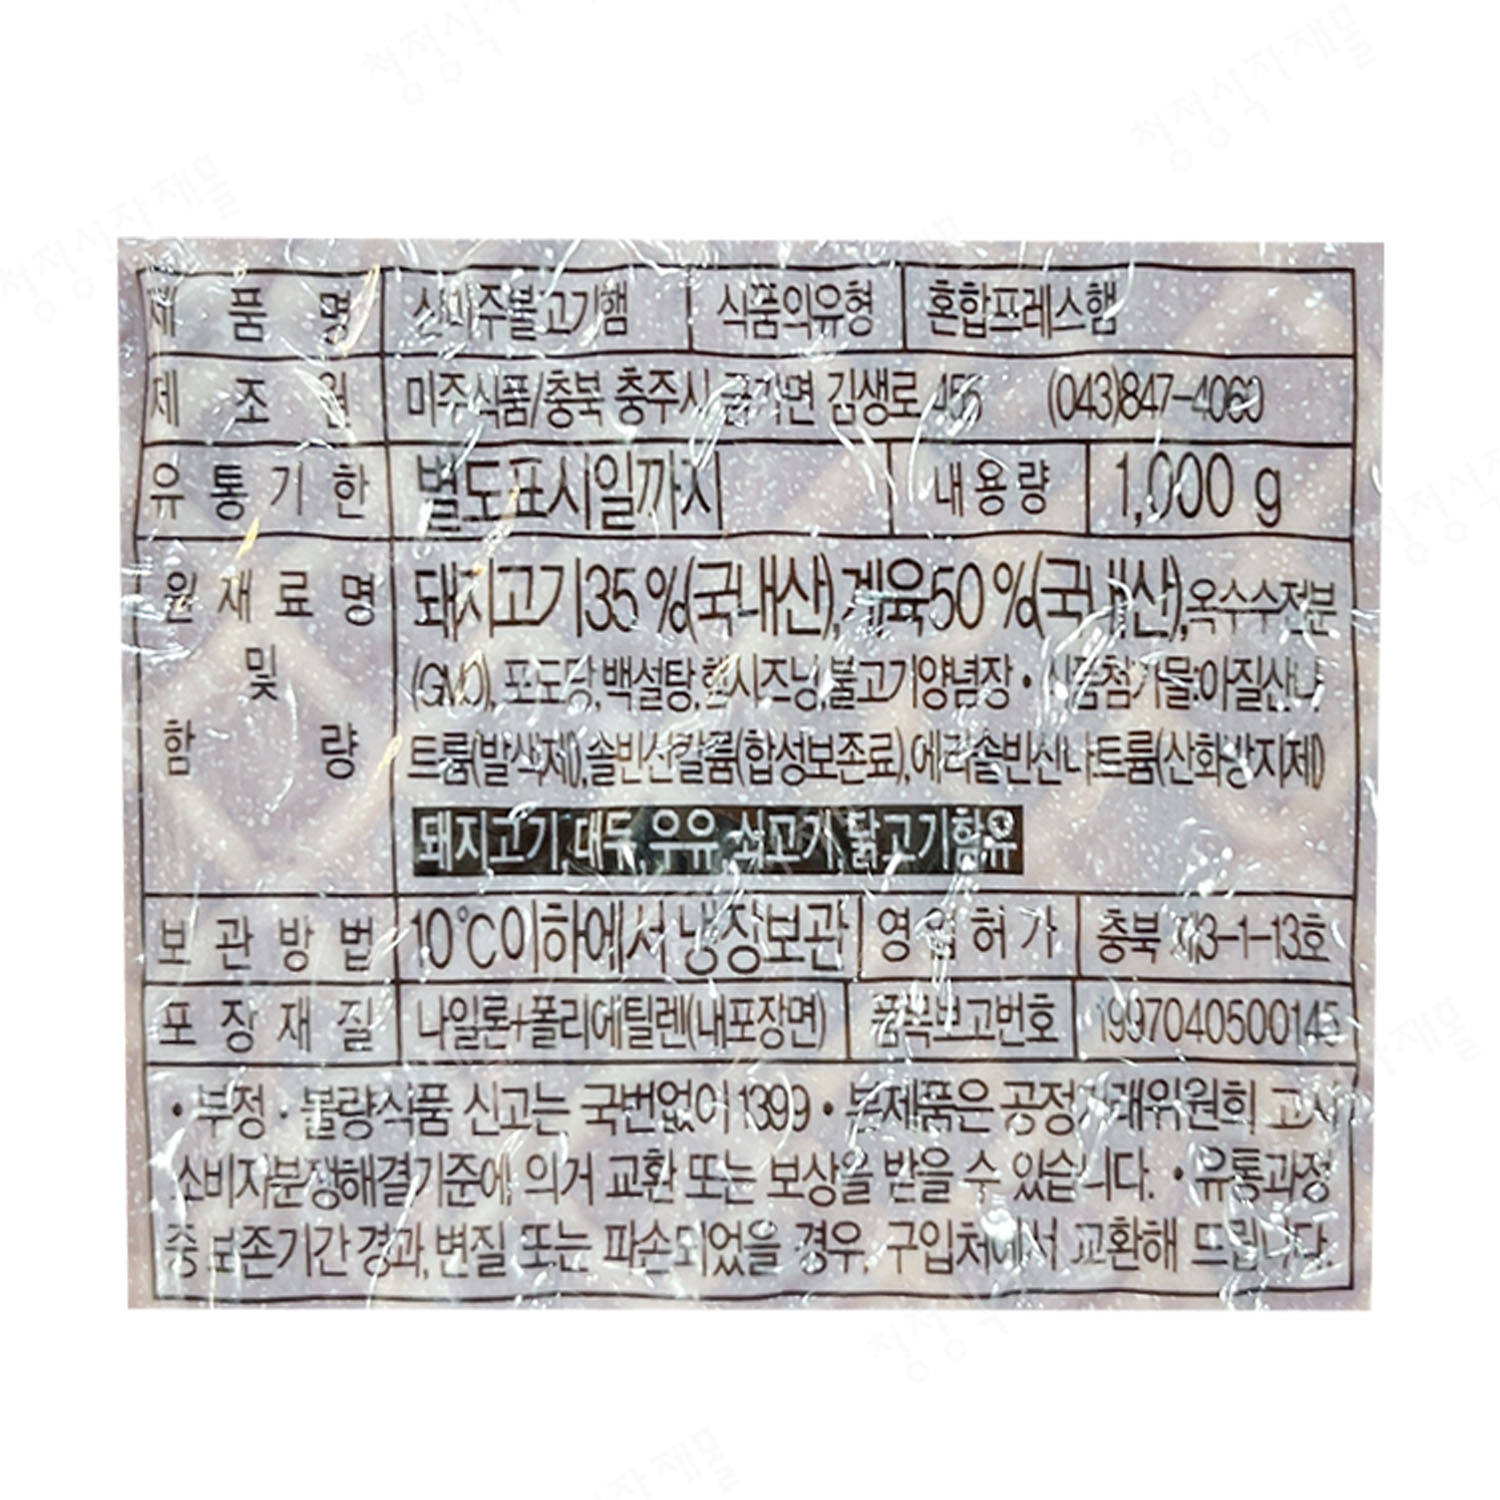 제품명 신미주불고기햄 식품의유형 혼합프레스햄
제조원 미주식품/충북 충주시 금가면 김생로 455 (043)847-4060
유통기한 별도표시일까지 내용량 1,000 g
원재료명 및 함량
돼지고기35%(국내산),계육50%(국내산),옥수수전분
(GMO), 포도당,백설탕,햄시즈닝,불고기양념장 • 식품첨가물:아질산나
트륨(발색제),솔빈산칼륨(합성보존료),에리솔빈산나트륨(산화방지제)
돼지고기 대두 우유 쇠고기 닭고기함유
보관방법 10℃이하에서 냉장보관 영업허가 충북 제3-1-13호
포장재질 나일론+폴리에틸렌(내포장면) 품목보고번호 1997040500145
• 부정 · 불량식품 신고는 국번없이 1399 • 본제품은 공정거래위원회 고시
소비자분쟁해결기준에 의거 교환 또는 보상을 받을 수 있습니다. • 유통과정
중 보존기간 경과, 변질 또는 파손되었을 경우, 구입처에서 교환해 드립니다.
청정식자재몰